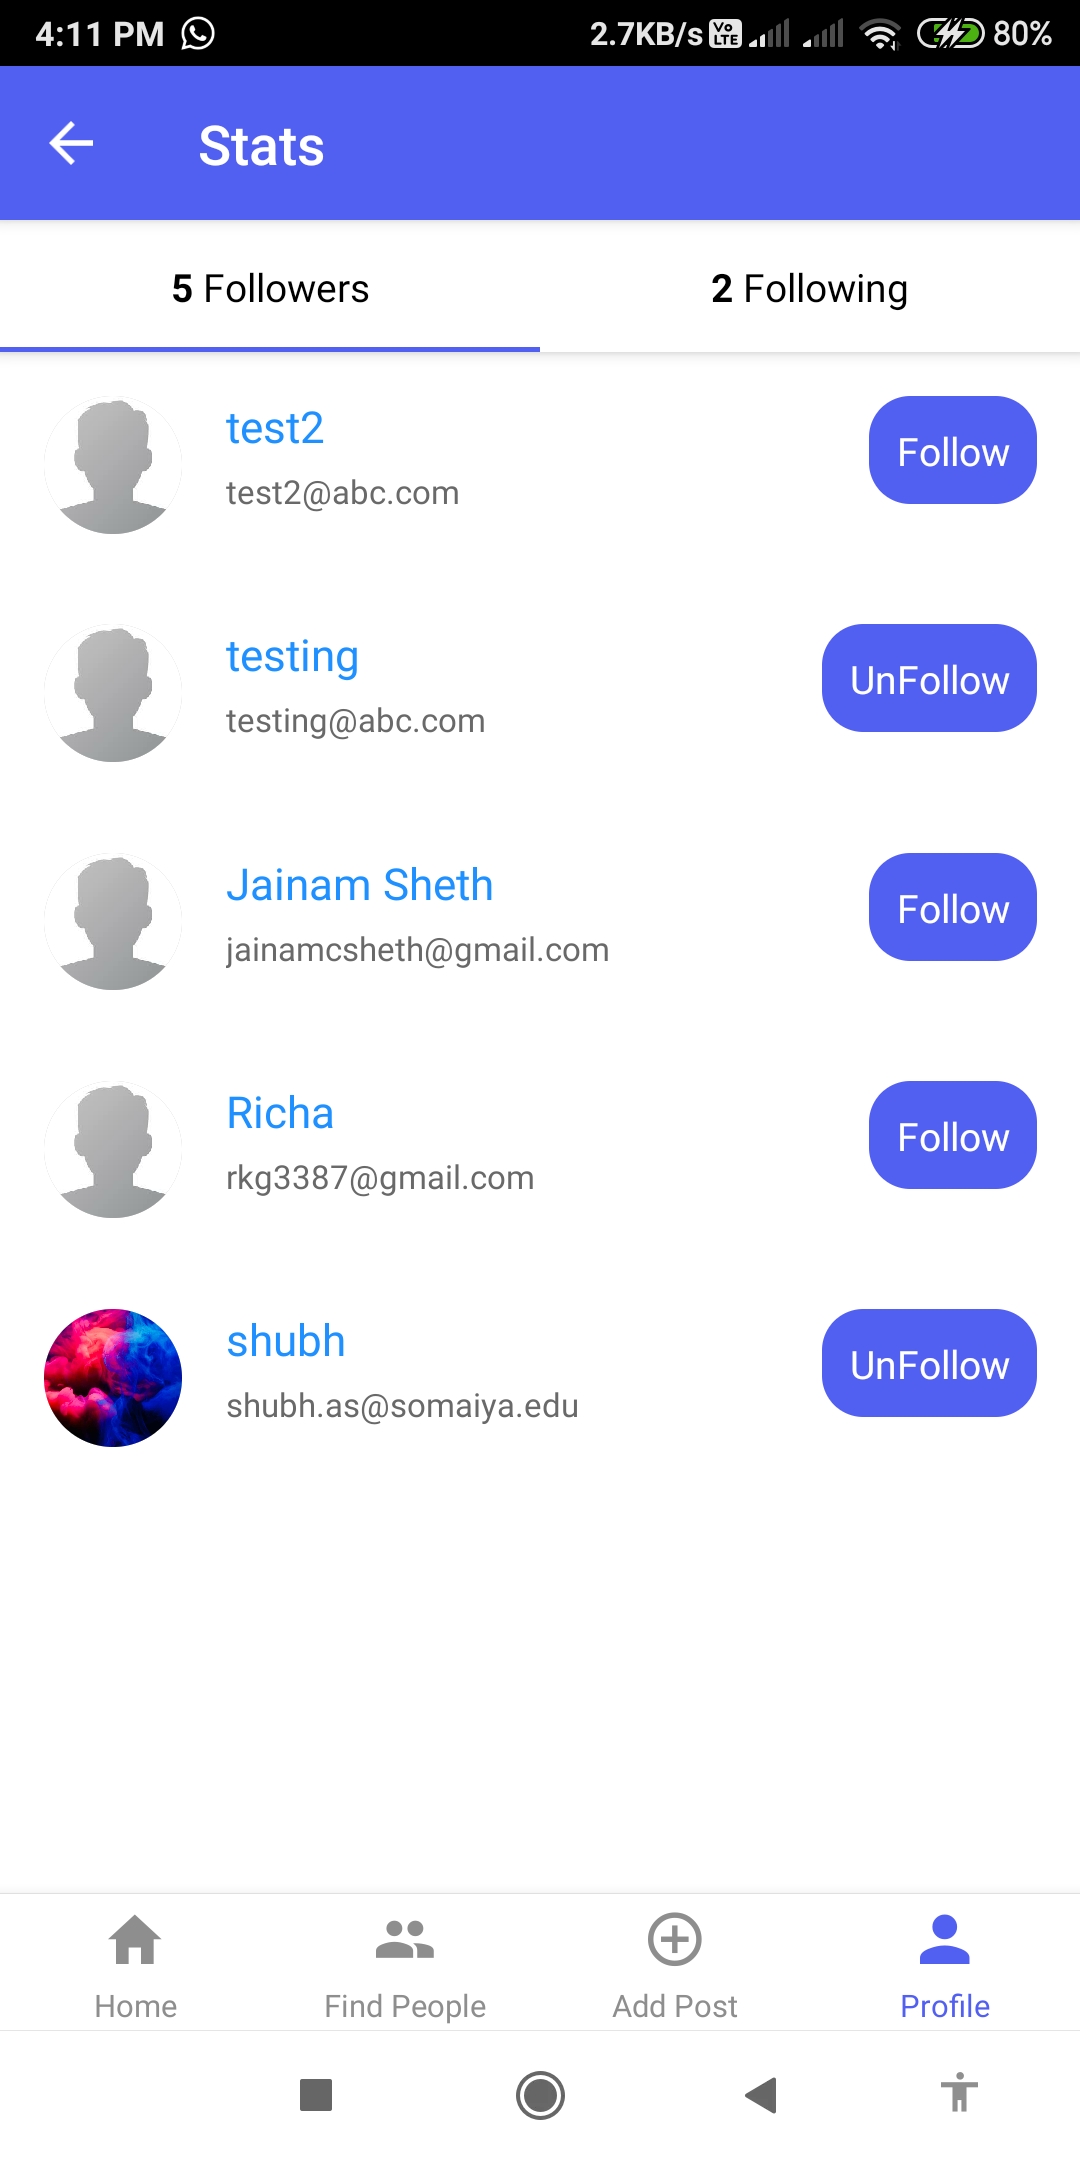 4:11 PM 2.7KB/s Vo LTE 80%
Stats
5 Followers 2 Following
test2
test2@abc.com
Follow
testing
testing@abc.com
UnFollow
Jainam Sheth
jainamcsheth@gmail.com
Follow
Richa
rkg3387@gmail.com
Follow
shubh
shubh.as@somaiya.edu
UnFollow
Home Find People Add Post Profile